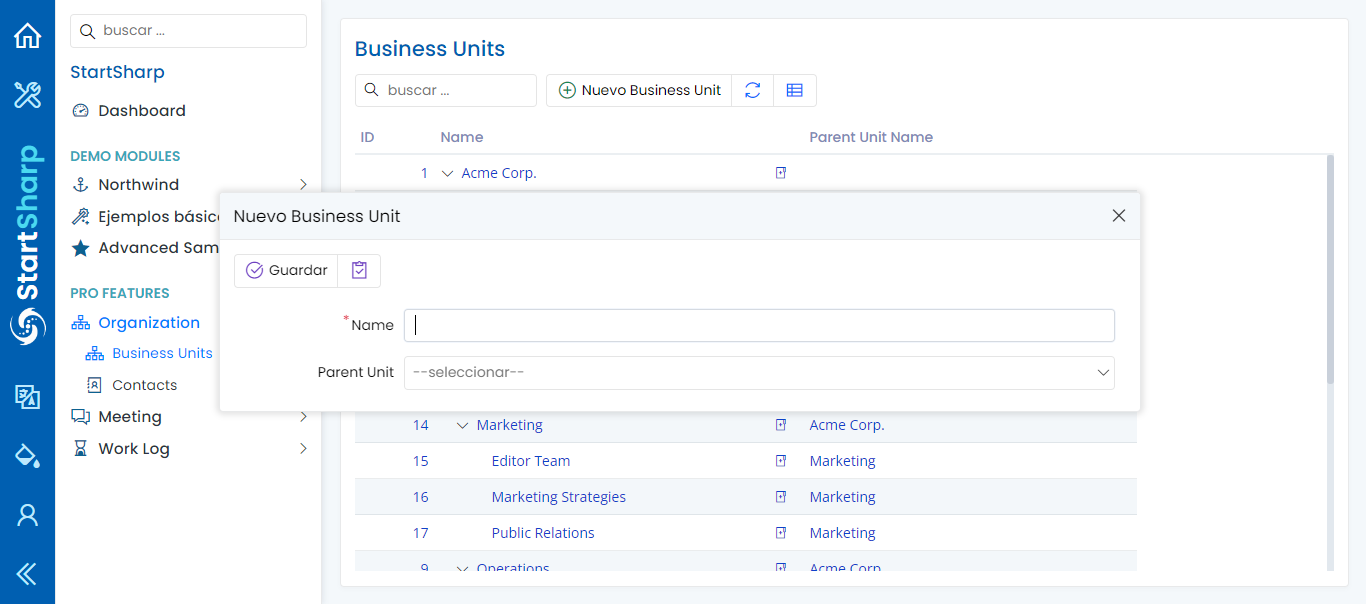 buscar ...
StartSharp
Dashboard
DEMO MODULES
Northwind
Ejemplos básic
Advanced Sam
PRO FEATURES
Organization
Business Units
Contacts
Meeting
Work Log
StartSharp
Business Units
buscar ...
Nuevo Business Unit
ID Name Parent Unit Name
1 Acme Corp.
Nuevo Business Unit
Guardar
* Name
Parent Unit --seleccionar--
14 Marketing Acme Corp.
15 Editor Team Marketing
16 Marketing Strategies Marketing
17 Public Relations Marketing
9 Operations Acme Corp.